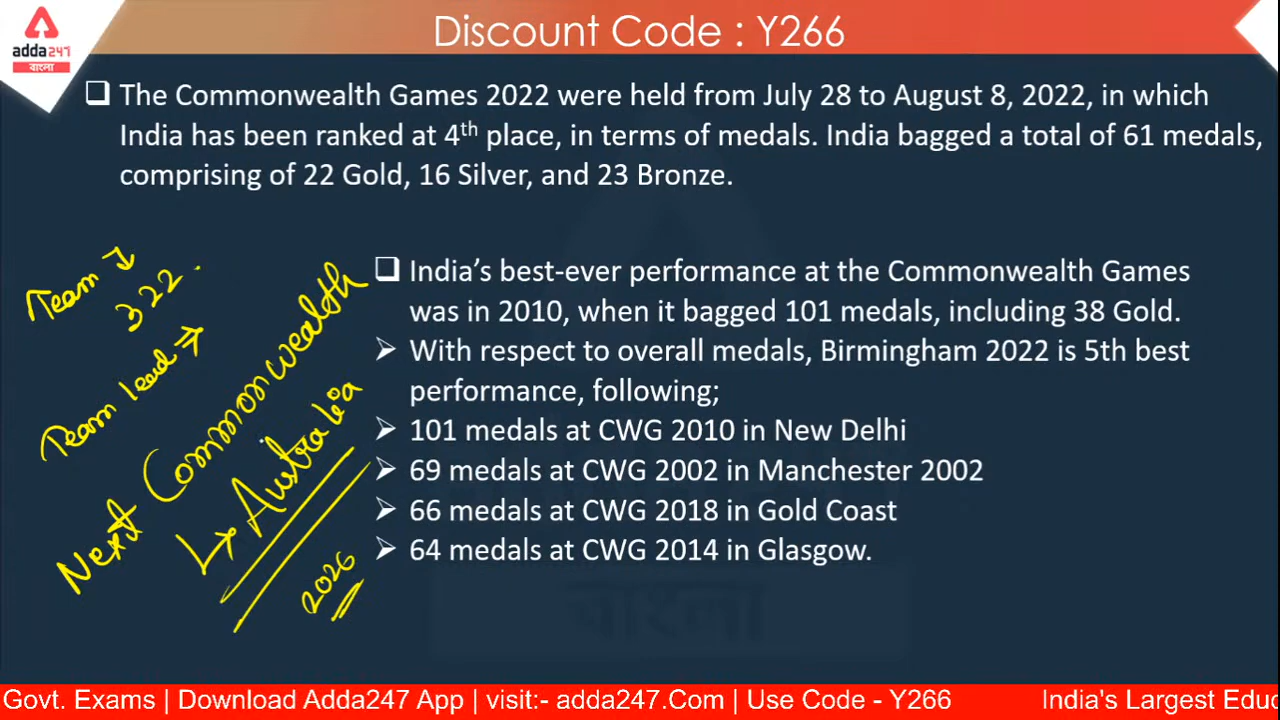 Discount Code : Y266
adda247
বাংলা
❑ The Commonwealth Games 2022 were held from July 28 to August 8, 2022, in which
India has been ranked at 4th place, in terms of medals. India bagged a total of 61 medals,
comprising of 22 Gold, 16 Silver, and 23 Bronze.
Team ↘
322
Team lead ⇒
Next Commonwealth
↳ Australia
2026
❑ India’s best-ever performance at the Commonwealth Games
was in 2010, when it bagged 101 medals, including 38 Gold.
➢ With respect to overall medals, Birmingham 2022 is 5th best
performance, following;
➢ 101 medals at CWG 2010 in New Delhi
➢ 69 medals at CWG 2002 in Manchester 2002
➢ 66 medals at CWG 2018 in Gold Coast
➢ 64 medals at CWG 2014 in Glasgow.
বাংলা
Govt. Exams | Download Adda247 App | visit:- adda247.Com | Use Code - Y266 India's Largest Educ